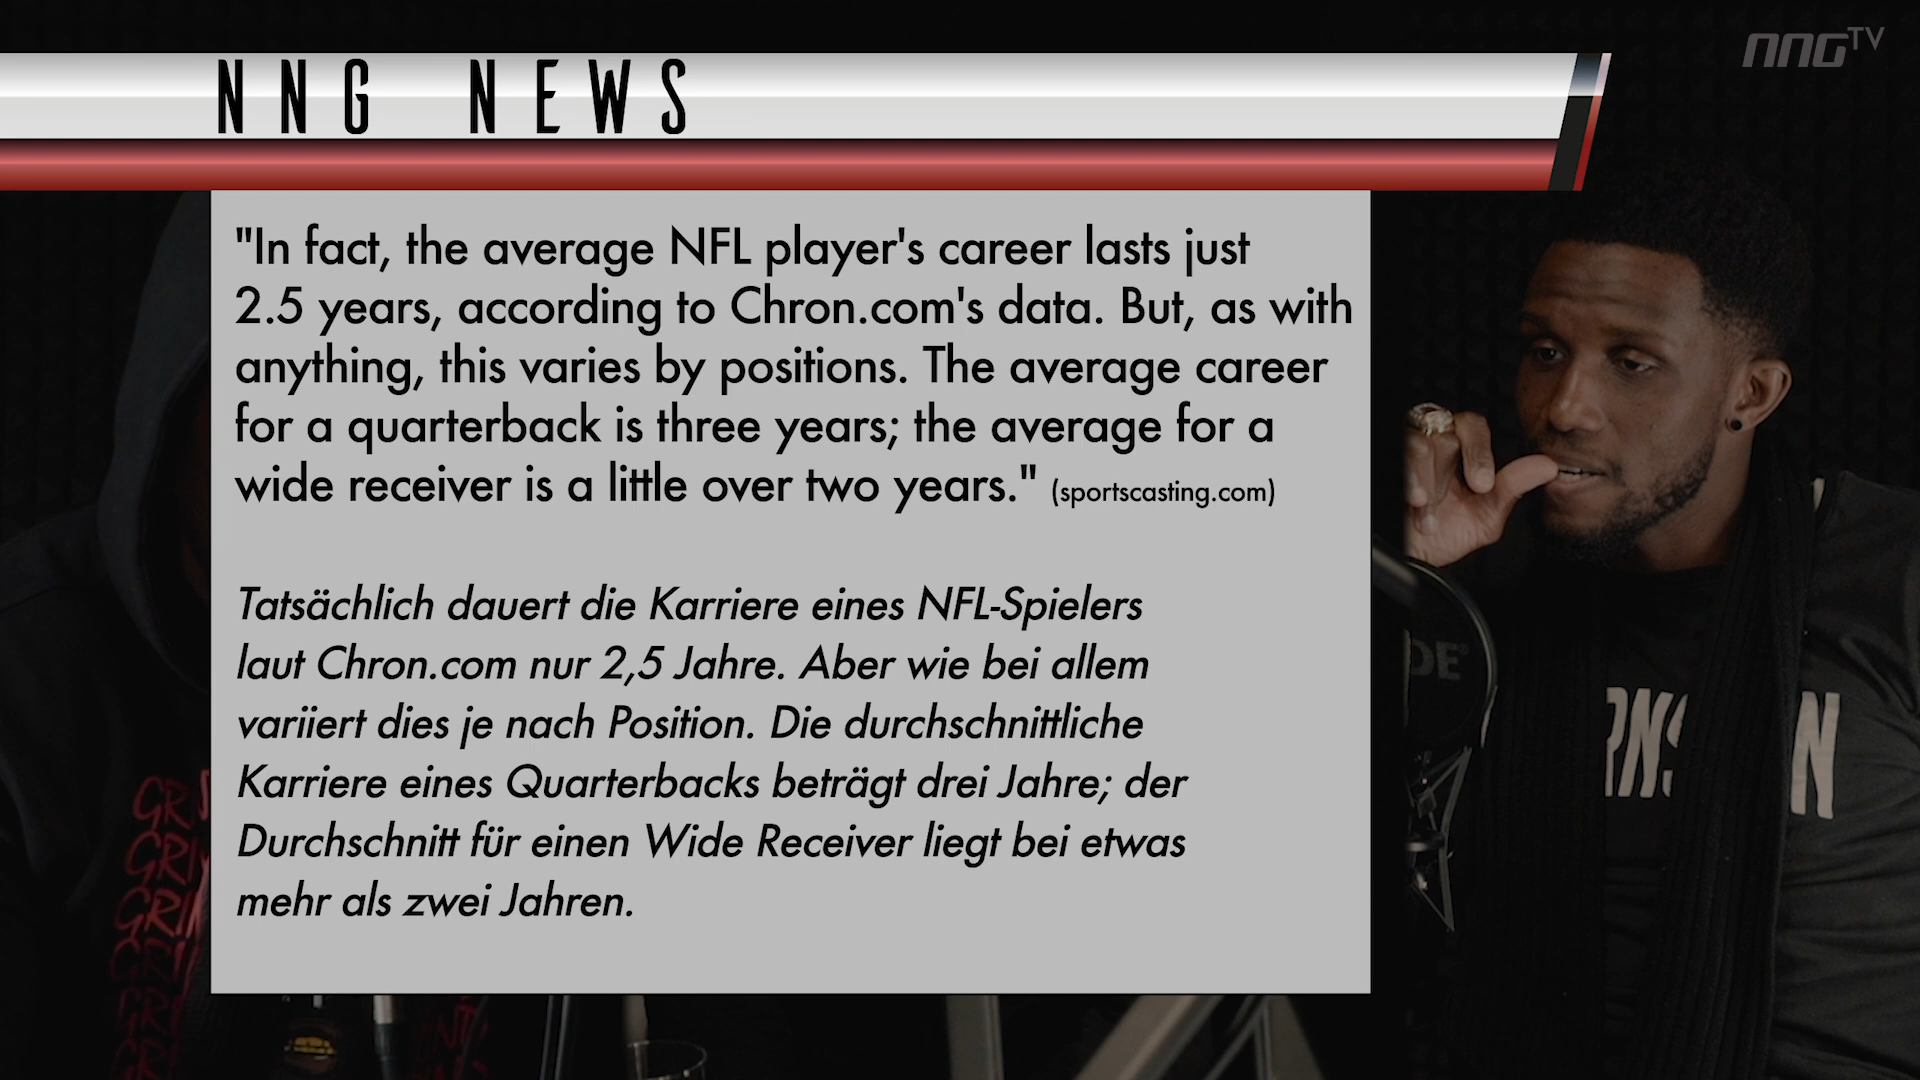 nnG TV
NNG NEWS
"In fact, the average NFL player's career lasts just
2.5 years, according to Chron.com's data. But, as with
anything, this varies by positions. The average career
for a quarterback is three years; the average for a
wide receiver is a little over two years." (sportscasting.com)
Tatsächlich dauert die Karriere eines NFL-Spielers
laut Chron.com nur 2,5 Jahre. Aber wie bei allem
variiert dies je nach Position. Die durchschnittliche
Karriere eines Quarterbacks beträgt drei Jahre; der
Durchschnitt für einen Wide Receiver liegt bei etwas
mehr als zwei Jahren.